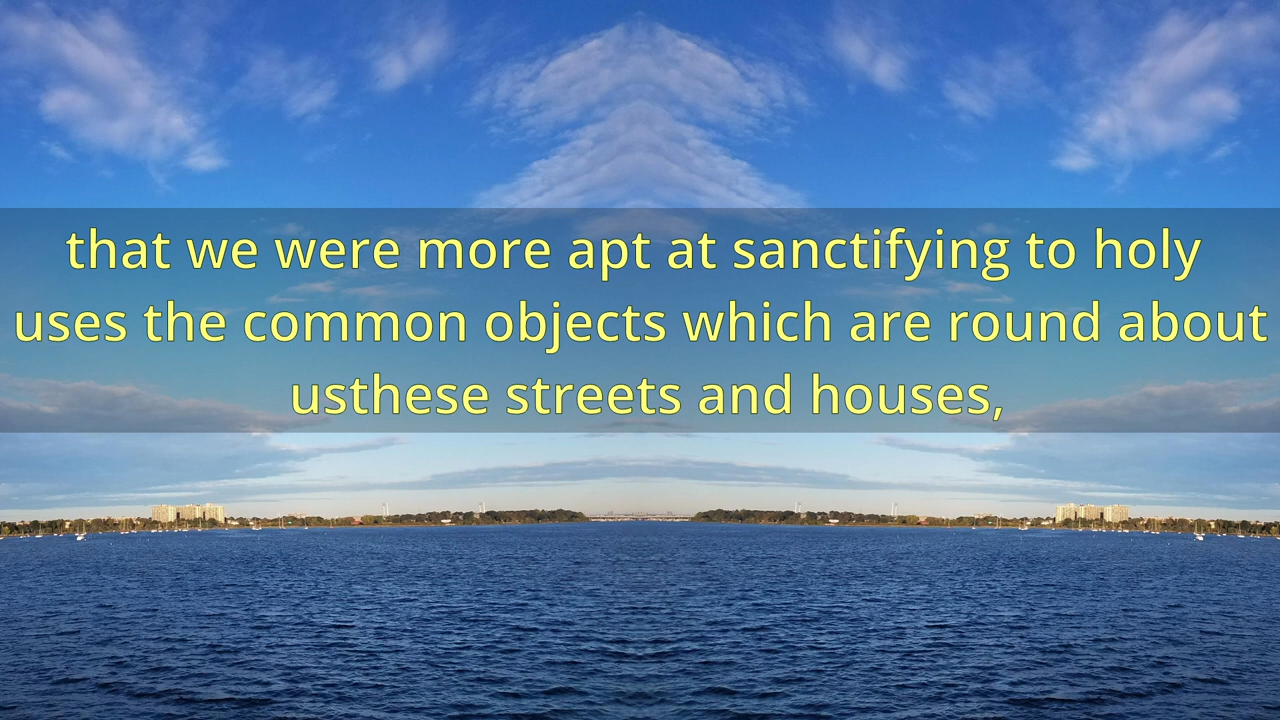 that we were more apt at sanctifying to holy
uses the common objects which are round about
usthese streets and houses,